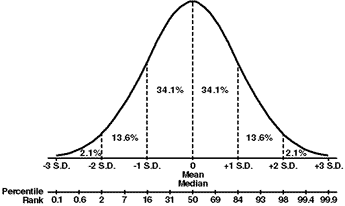 34.1% 34.1%
13.6% 13.6%
2.1% 2.1%
-3 S.D. -2 S.D. -1 S.D. 0 +1 S.D. +2 S.D. +3 S.D.
Mean
Median
Percentile
Rank 0.1 0.6 2 7 16 31 50 69 84 93 98 99.4 99.9